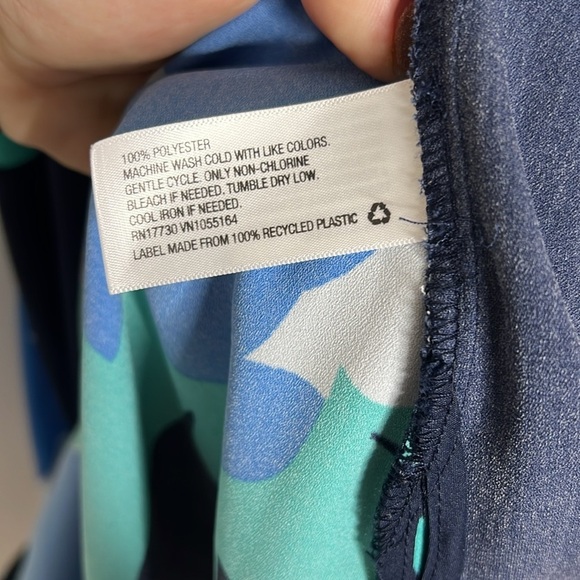 100% POLYESTER
MACHINE WASH COLD WITH LIKE COLORS.
GENTLE CYCLE. ONLY NON-CHLORINE
BLEACH IF NEEDED. TUMBLE DRY LOW.
COOL IRON IF NEEDED.
RN17730 VN1055164
LABEL MADE FROM 100% RECYCLED PLASTIC